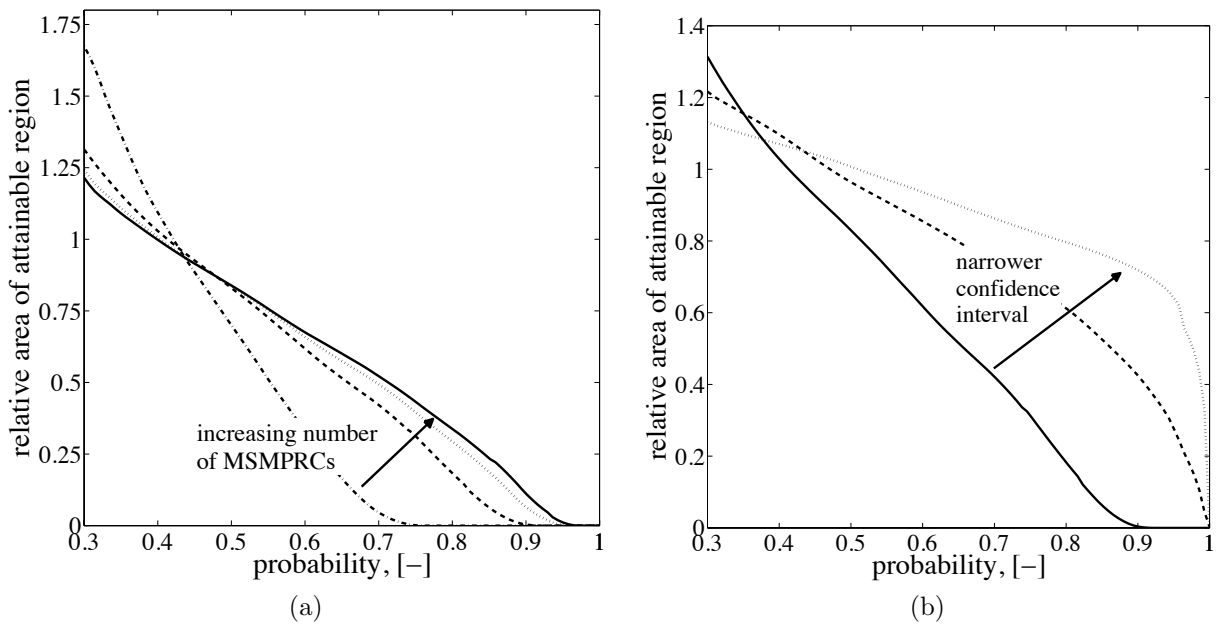 relative area of attainable region
1.75
1.5
1.25
1
0.75
0.5
0.25
0
increasing number
of MSMPRCs
0.3 0.4 0.5 0.6 0.7 0.8 0.9 1
probability, [−]
(a)
relative area of attainable region
1.4
1.2
1
0.8
0.6
0.4
0.2
0
narrower
confidence
interval
0.3 0.4 0.5 0.6 0.7 0.8 0.9 1
probability, [−]
(b)